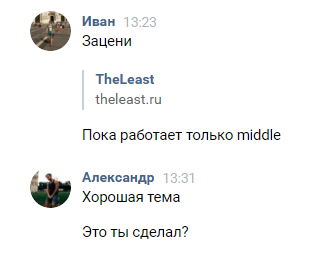 Иван 13:23
Зацени
TheLeast
theleast.ru
Пока работает только middle
Александр 13:31
Хорошая тема
Это ты сделал?